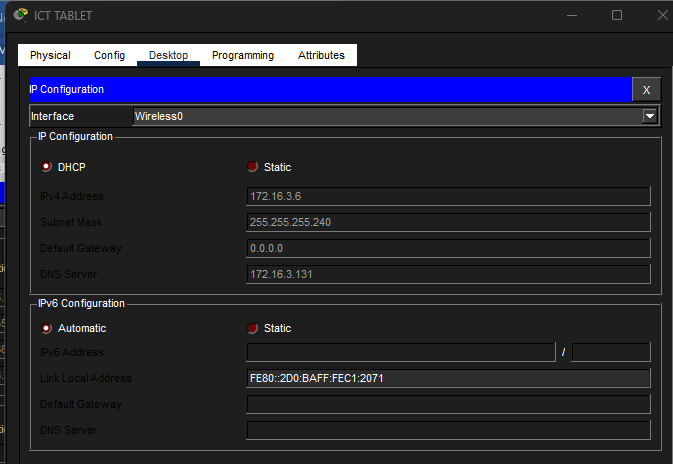 ICT TABLET
Physical Config Desktop Programming Attributes
IP Configuration X
Interface Wireless0
IP Configuration
DHCP Static
IPv4 Address 172.16.3.6
Subnet Mask 255.255.255.240
Default Gateway 0.0.0.0
DNS Server 172.16.3.131
IPv6 Configuration
Automatic Static
IPv6 Address /
Link Local Address FE80::2D0:BAFF:FEC1:2071
Default Gateway
DNS Server